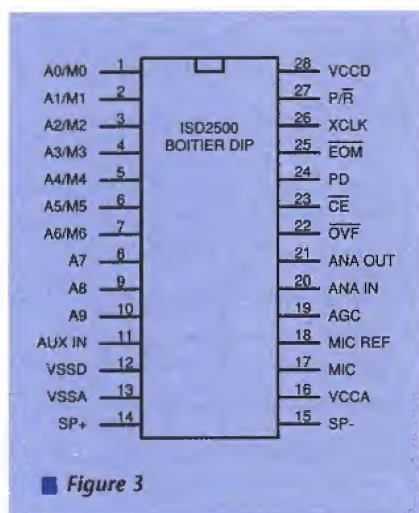 A0/M0 1 28 VCCD
A1/M1 2 27 P/R̅
A2/M2 3 26 XCLK
A3/M3 4 25 E̅O̅M̅
A4/M4 5 24 PD
A5/M5 6 23 C̅E̅
A6/M6 7 22 O̅V̅F̅
A7 8 21 ANA OUT
A8 9 20 ANA IN
A9 10 19 AGC
AUX IN 11 18 MIC REF
VSSD 12 17 MIC
VSSA 13 16 VCCA
SP+ 14 15 SP-
ISD2500
BOITIER DIP
Figure 3